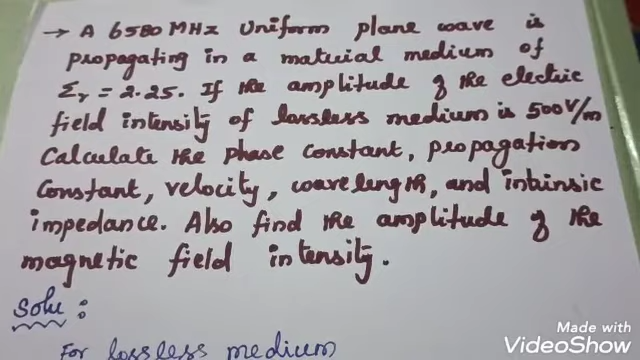 → A 6580 MHz Uniform plane wave is
propagating in a material medium of
Σr = 2.25. If the amplitude of the electric
field intensity of lossless medium is 500V/m
Calculate the phase constant, propagation
Constant, velocity, wavelength, and intrinsic
impedance. Also find the amplitude of the
magnetic field intensity.
Solu :
For lossless medium
Made with
VideoShow